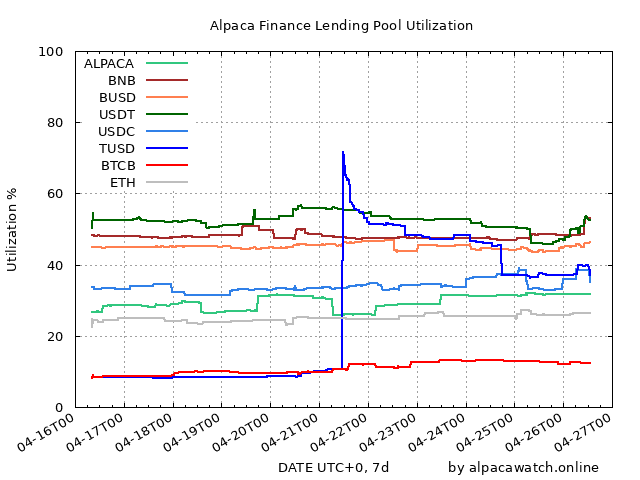 Alpaca Finance Lending Pool Utilization
Utilization %
100
80
60
40
20
0
ALPACA
BNB
BUSD
USDT
USDC
TUSD
BTCB
ETH
04-16T00
04-17T00
04-18T00
04-19T00
04-20T00
04-21T00
04-22T00
04-23T00
04-24T00
04-25T00
04-26T00
04-27T00
DATE UTC+0, 7d
by alpacawatch.online